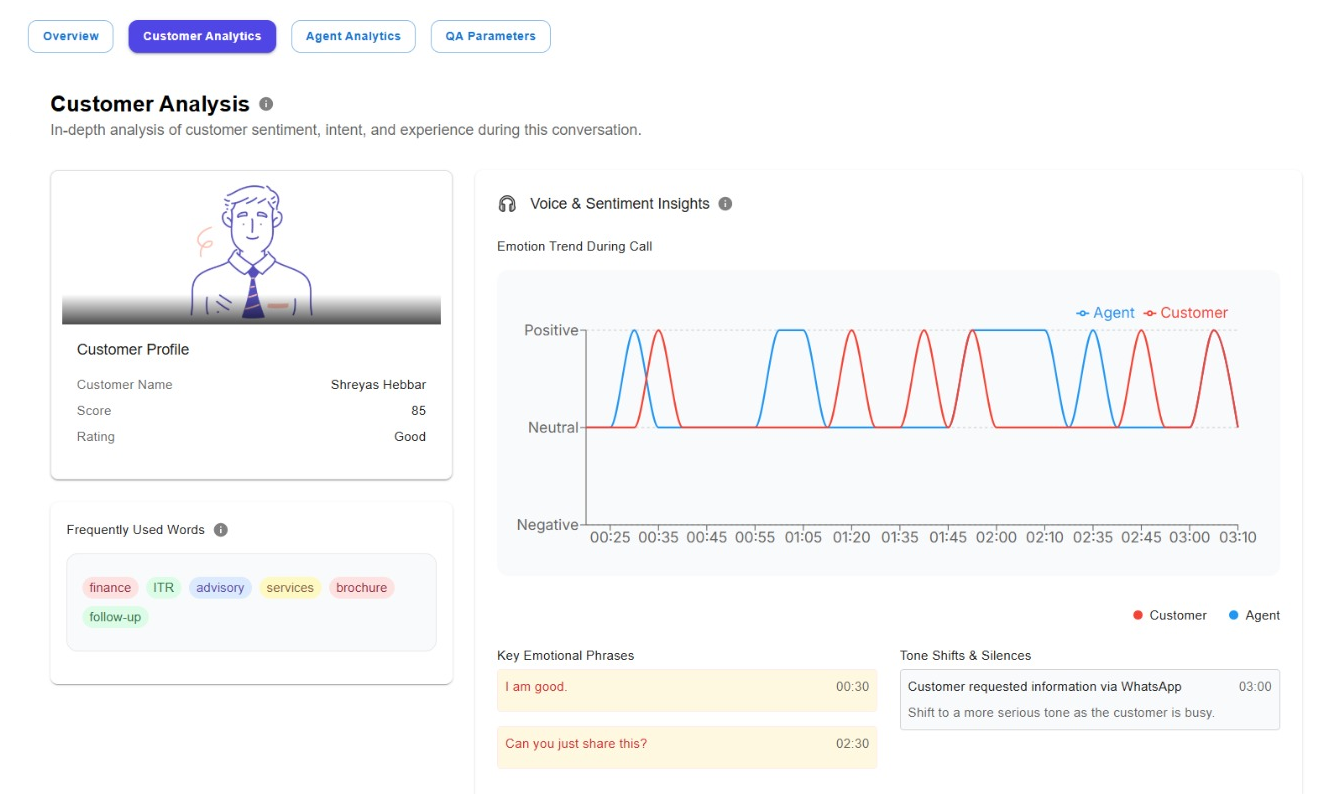 Overview Customer Analytics Agent Analytics QA Parameters
Customer Analysis
In-depth analysis of customer sentiment, intent, and experience during this conversation.
Customer Profile
Customer Name Shreyas Hebbar
Score 85
Rating Good
Frequently Used Words
finance ITR advisory services brochure
follow-up
Voice & Sentiment Insights
Emotion Trend During Call
Agent Customer
Positive
Neutral
Negative
00:25 00:35 00:45 00:55 01:05 01:20 01:35 01:45 02:00 02:10 02:35 02:45 03:00 03:10
Customer Agent
Key Emotional Phrases
I am good. 00:30
Can you just share this? 02:30
Tone Shifts & Silences
Customer requested information via WhatsApp 03:00
Shift to a more serious tone as the customer is busy.